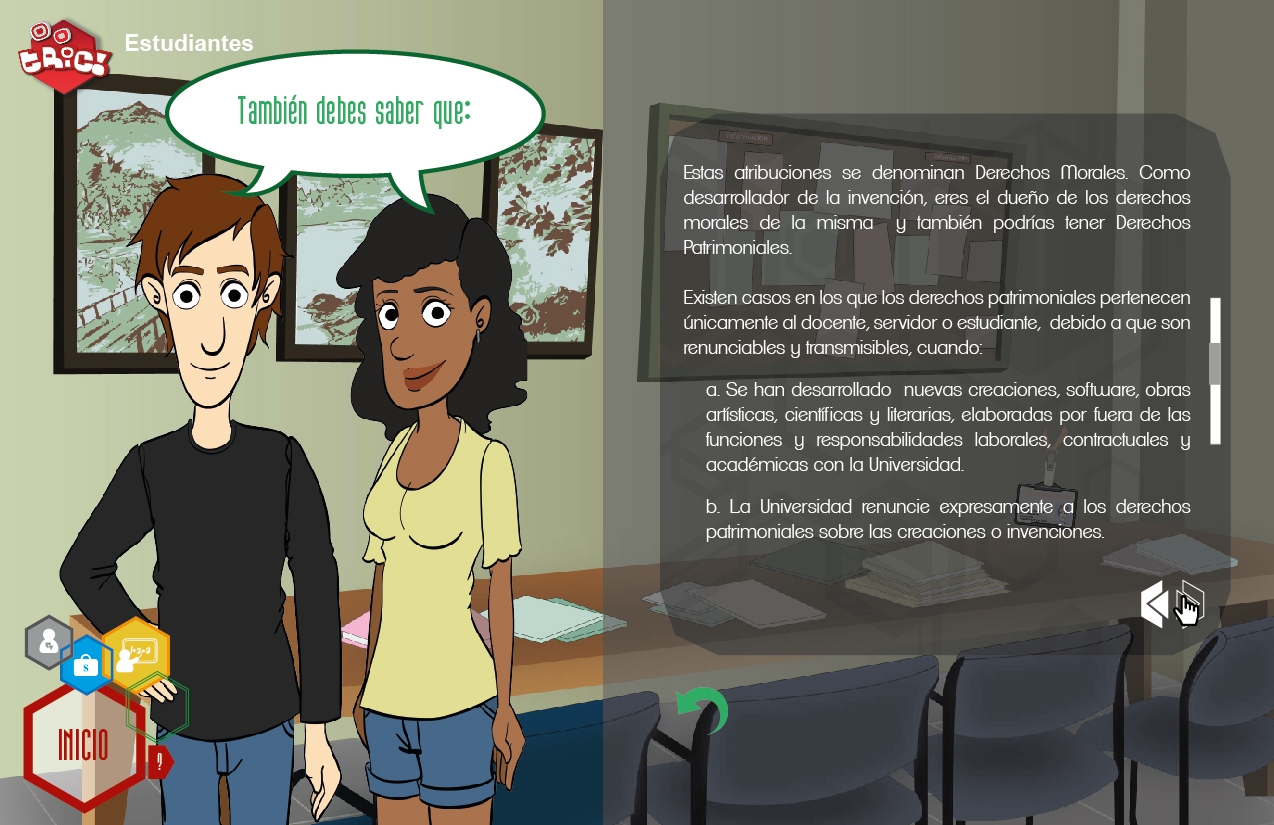 tRiC!
Estudiantes
También debes saber que:
Información
Estas atribuciones se denominan Derechos Morales. Como
desarrollador de la invención, eres el dueño de los derechos
morales de la misma y también podrías tener Derechos
Patrimoniales.
Existen casos en los que los derechos patrimoniales pertenecen
únicamente al docente, servidor o estudiante, debido a que son
renunciables y transmisibles, cuando:
a. Se han desarrollado nuevas creaciones, software, obras
artísticas, científicas y literarias, elaboradas por fuera de las
funciones y responsabilidades laborales, contractuales y
académicas con la Universidad.
b. La Universidad renuncie expresamente a los derechos
patrimoniales sobre las creaciones o invenciones.
1+2=3
$
INICIO
?